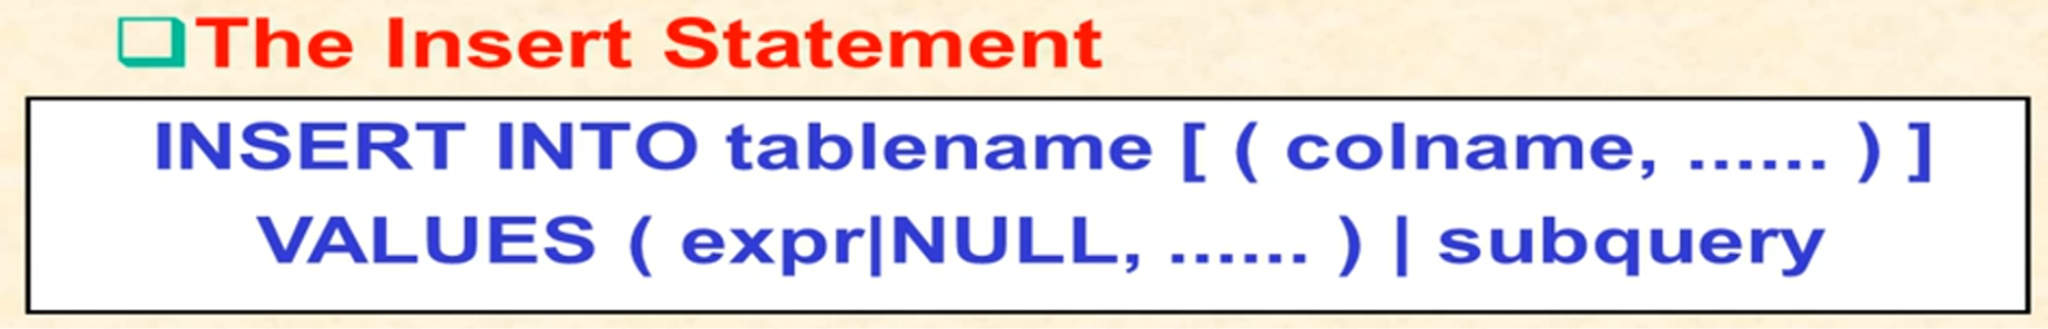 The Insert Statement
INSERT INTO tablename [ ( colname, ...... ) ]
VALUES ( expr|NULL, ...... ) | subquery